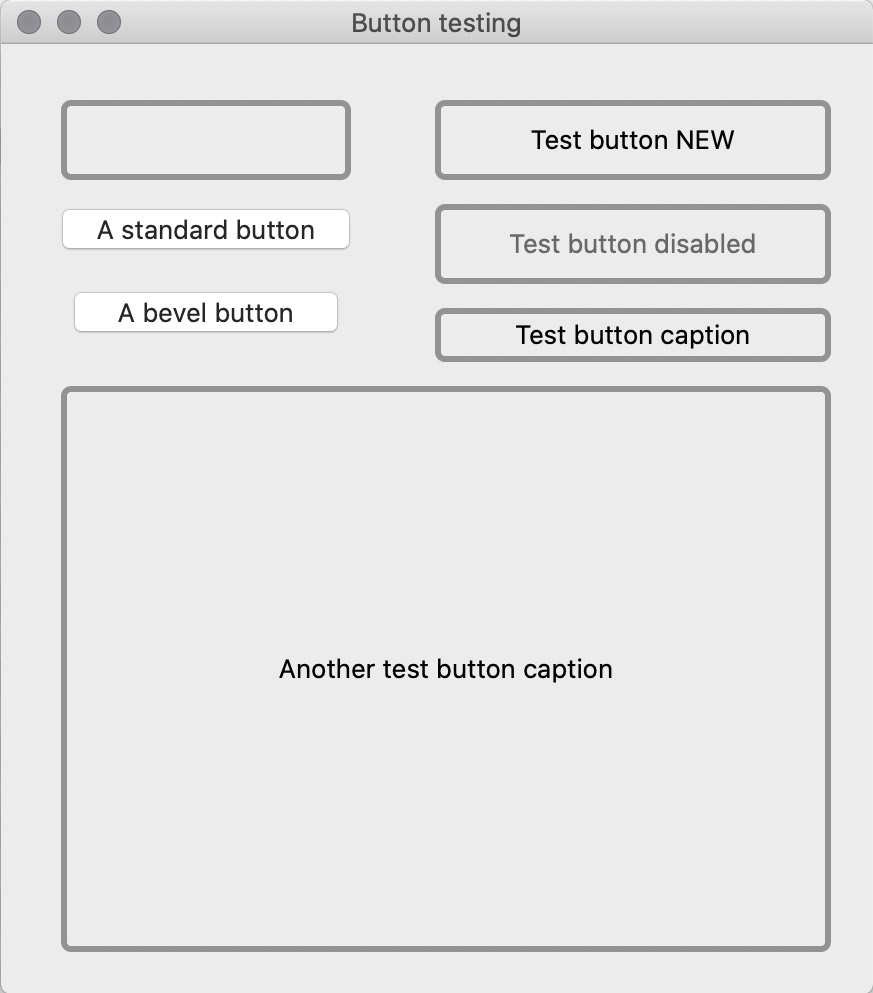 Button testing
Test button NEW
A standard button
Test button disabled
A bevel button
Test button caption
Another test button caption